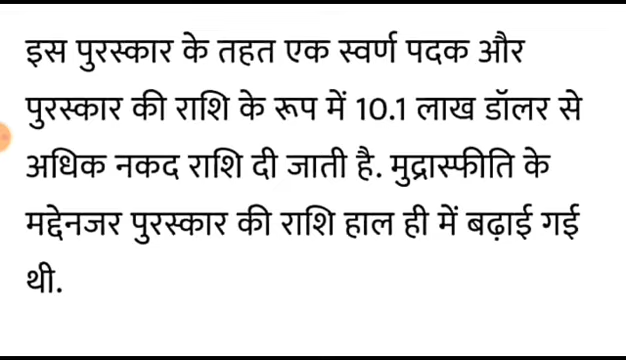 इस पुरस्कार के तहत एक स्वर्ण पदक और
पुरस्कार की राशि के रूप में 10.1 लाख डॉलर से
अधिक नकद राशि दी जाती है. मुद्रास्फीति के
मद्देनजर पुरस्कार की राशि हाल ही में बढ़ाई गई
थी.